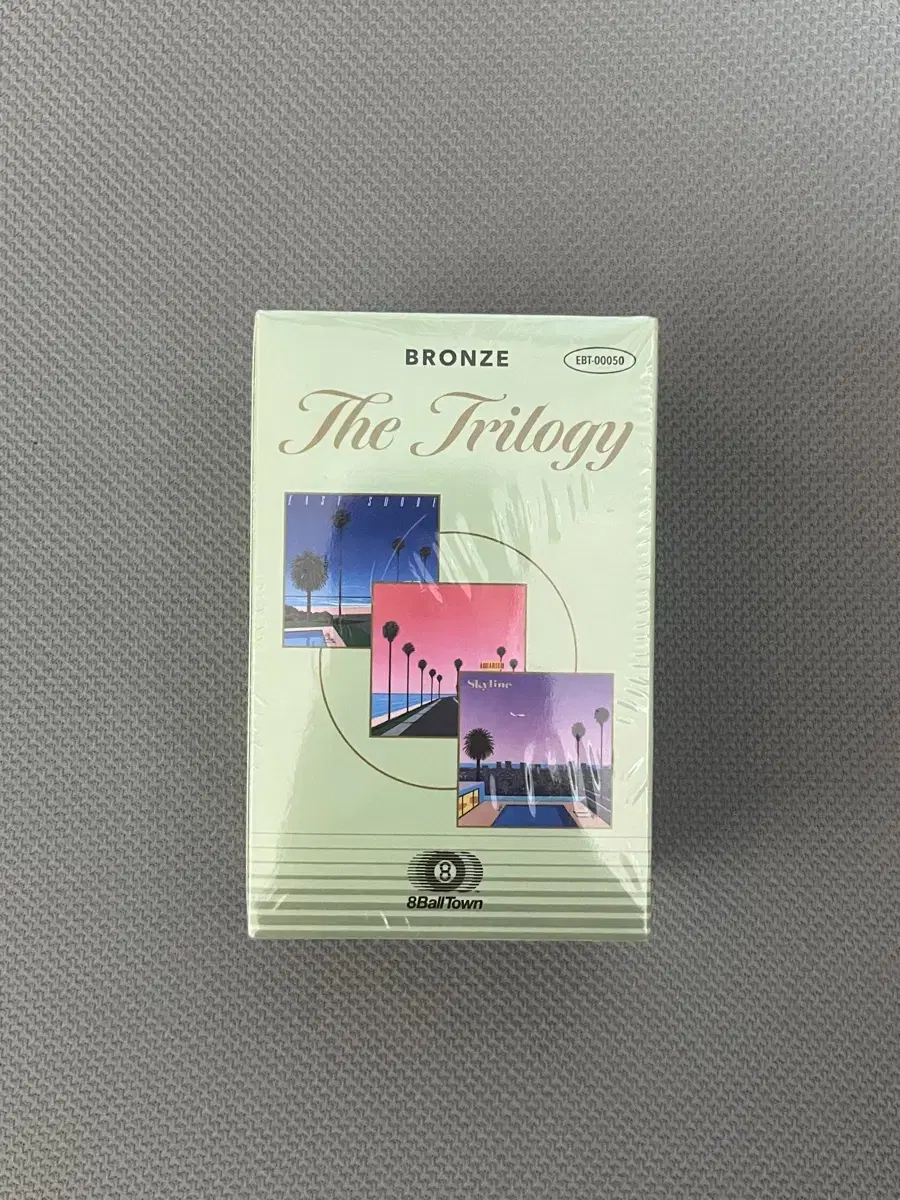 BRONZE
EBT-00050
The Trilogy
Skyline
8
8BallTown